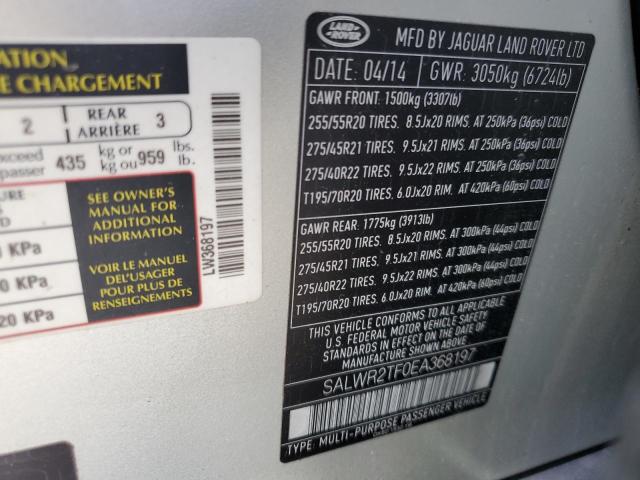 ATION
E CHARGEMENT
2 REAR ARRIÈRE 3
xceed 435 kg or kg ou 959 lbs. lb.
SEE OWNER'S
MANUAL FOR
ADDITIONAL
INFORMATION
KPa
VOIR LE MANUEL
DE L'USAGER
POUR PLUS DE
RENSEIGNEMENTS
0 KPa
20 KPa
LW368197
LAND ROVER
MFD BY JAGUAR LAND ROVER LTD
DATE: 04/14 GWR: 3050kg (6724lb)
GAWR FRONT: 1500kg (3307lb)
255/55R20 TIRES. 8.5Jx20 RIMS. AT 250kPa (36psi) COLD
275/45R21 TIRES. 9.5Jx21 RIMS. AT 250kPa (36psi) COLD
275/40R22 TIRES. 9.5Jx22 RIMS. AT 250kPa (36psi) COLD
T195/70R20 TIRES. 6.0Jx20 RIM. AT 420kPa (60psi) COLD
GAWR REAR: 1775kg (3913lb)
255/55R20 TIRES. 8.5Jx20 RIMS. AT 300kPa (44psi) COLD
275/45R21 TIRES. 9.5Jx21 RIMS. AT 300kPa (44psi) COLD
275/40R22 TIRES. 9.5Jx22 RIMS. AT 300kPa (44psi) COLD
T195/70R20 TIRES. 6.0Jx20 RIM. AT 420kPa (60psi) COLD
THIS VEHICLE CONFORMS TO ALL APPLICABLE
U.S. FEDERAL MOTOR VEHICLE SAFETY
STANDARDS IN EFFECT ON THE DATE OF
MANUFACTURE SHOWN ABOVE.
SALWR2TF0EA368197
TYPE: MULTI-PURPOSE PASSENGER VEHICLE